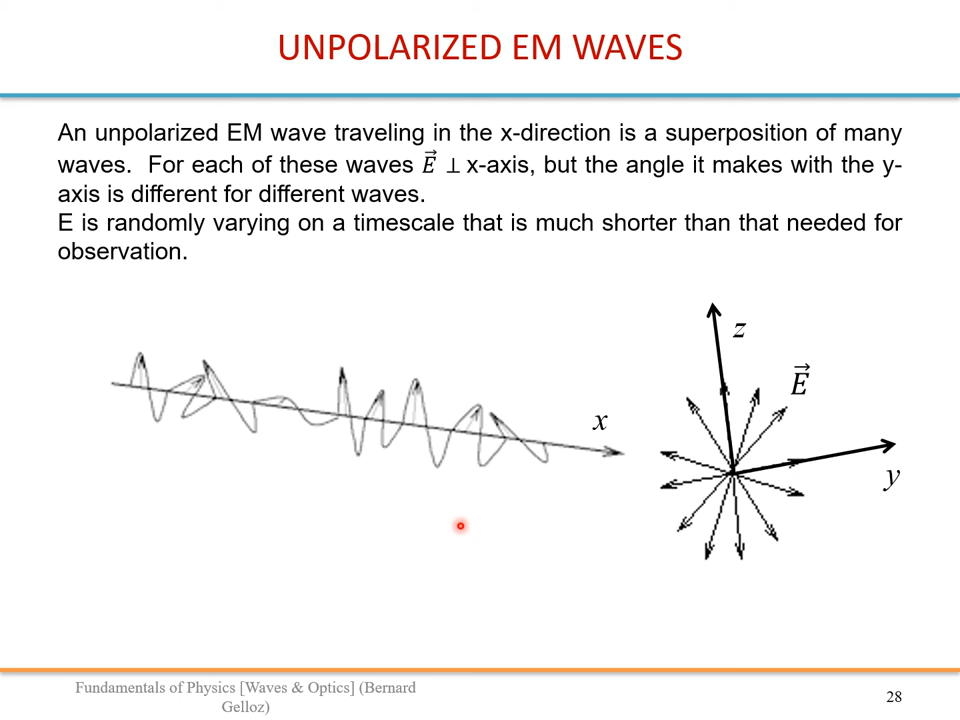 UNPOLARIZED EM WAVES
An unpolarized EM wave traveling in the x-direction is a superposition of many
waves. For each of these waves E⃗ ⊥ x-axis, but the angle it makes with the y-
axis is different for different waves.
E is randomly varying on a timescale that is much shorter than that needed for
observation.
z
E⃗
x
y
Fundamentals of Physics [Waves & Optics] (Bernard
Gelloz)
28